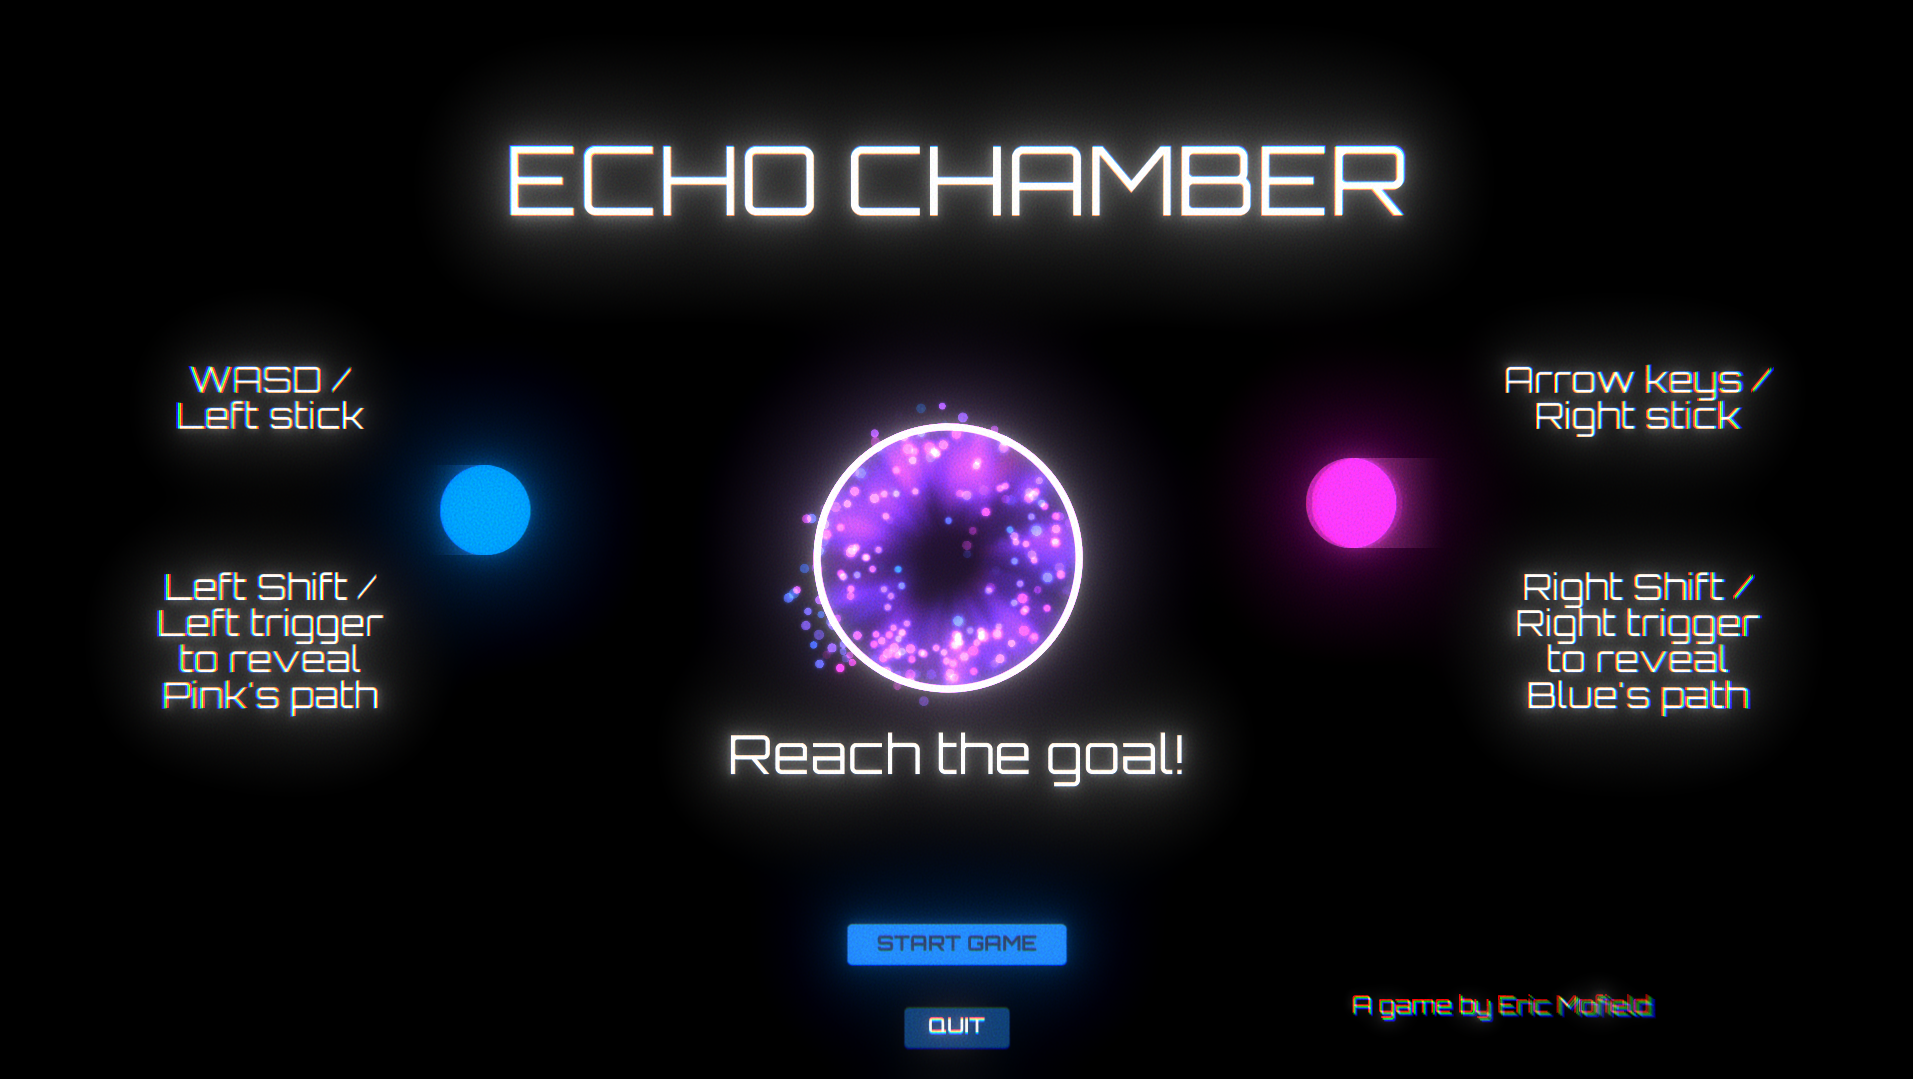 ECHO CHAMBER
WASD /
Left stick
Left Shift /
Left trigger
to reveal
Pink's path
Arrow keys /
Right stick
Right Shift /
Right trigger
to reveal
Blue's path
Reach the goal!
START GAME
QUIT
A game by Eric Mofield